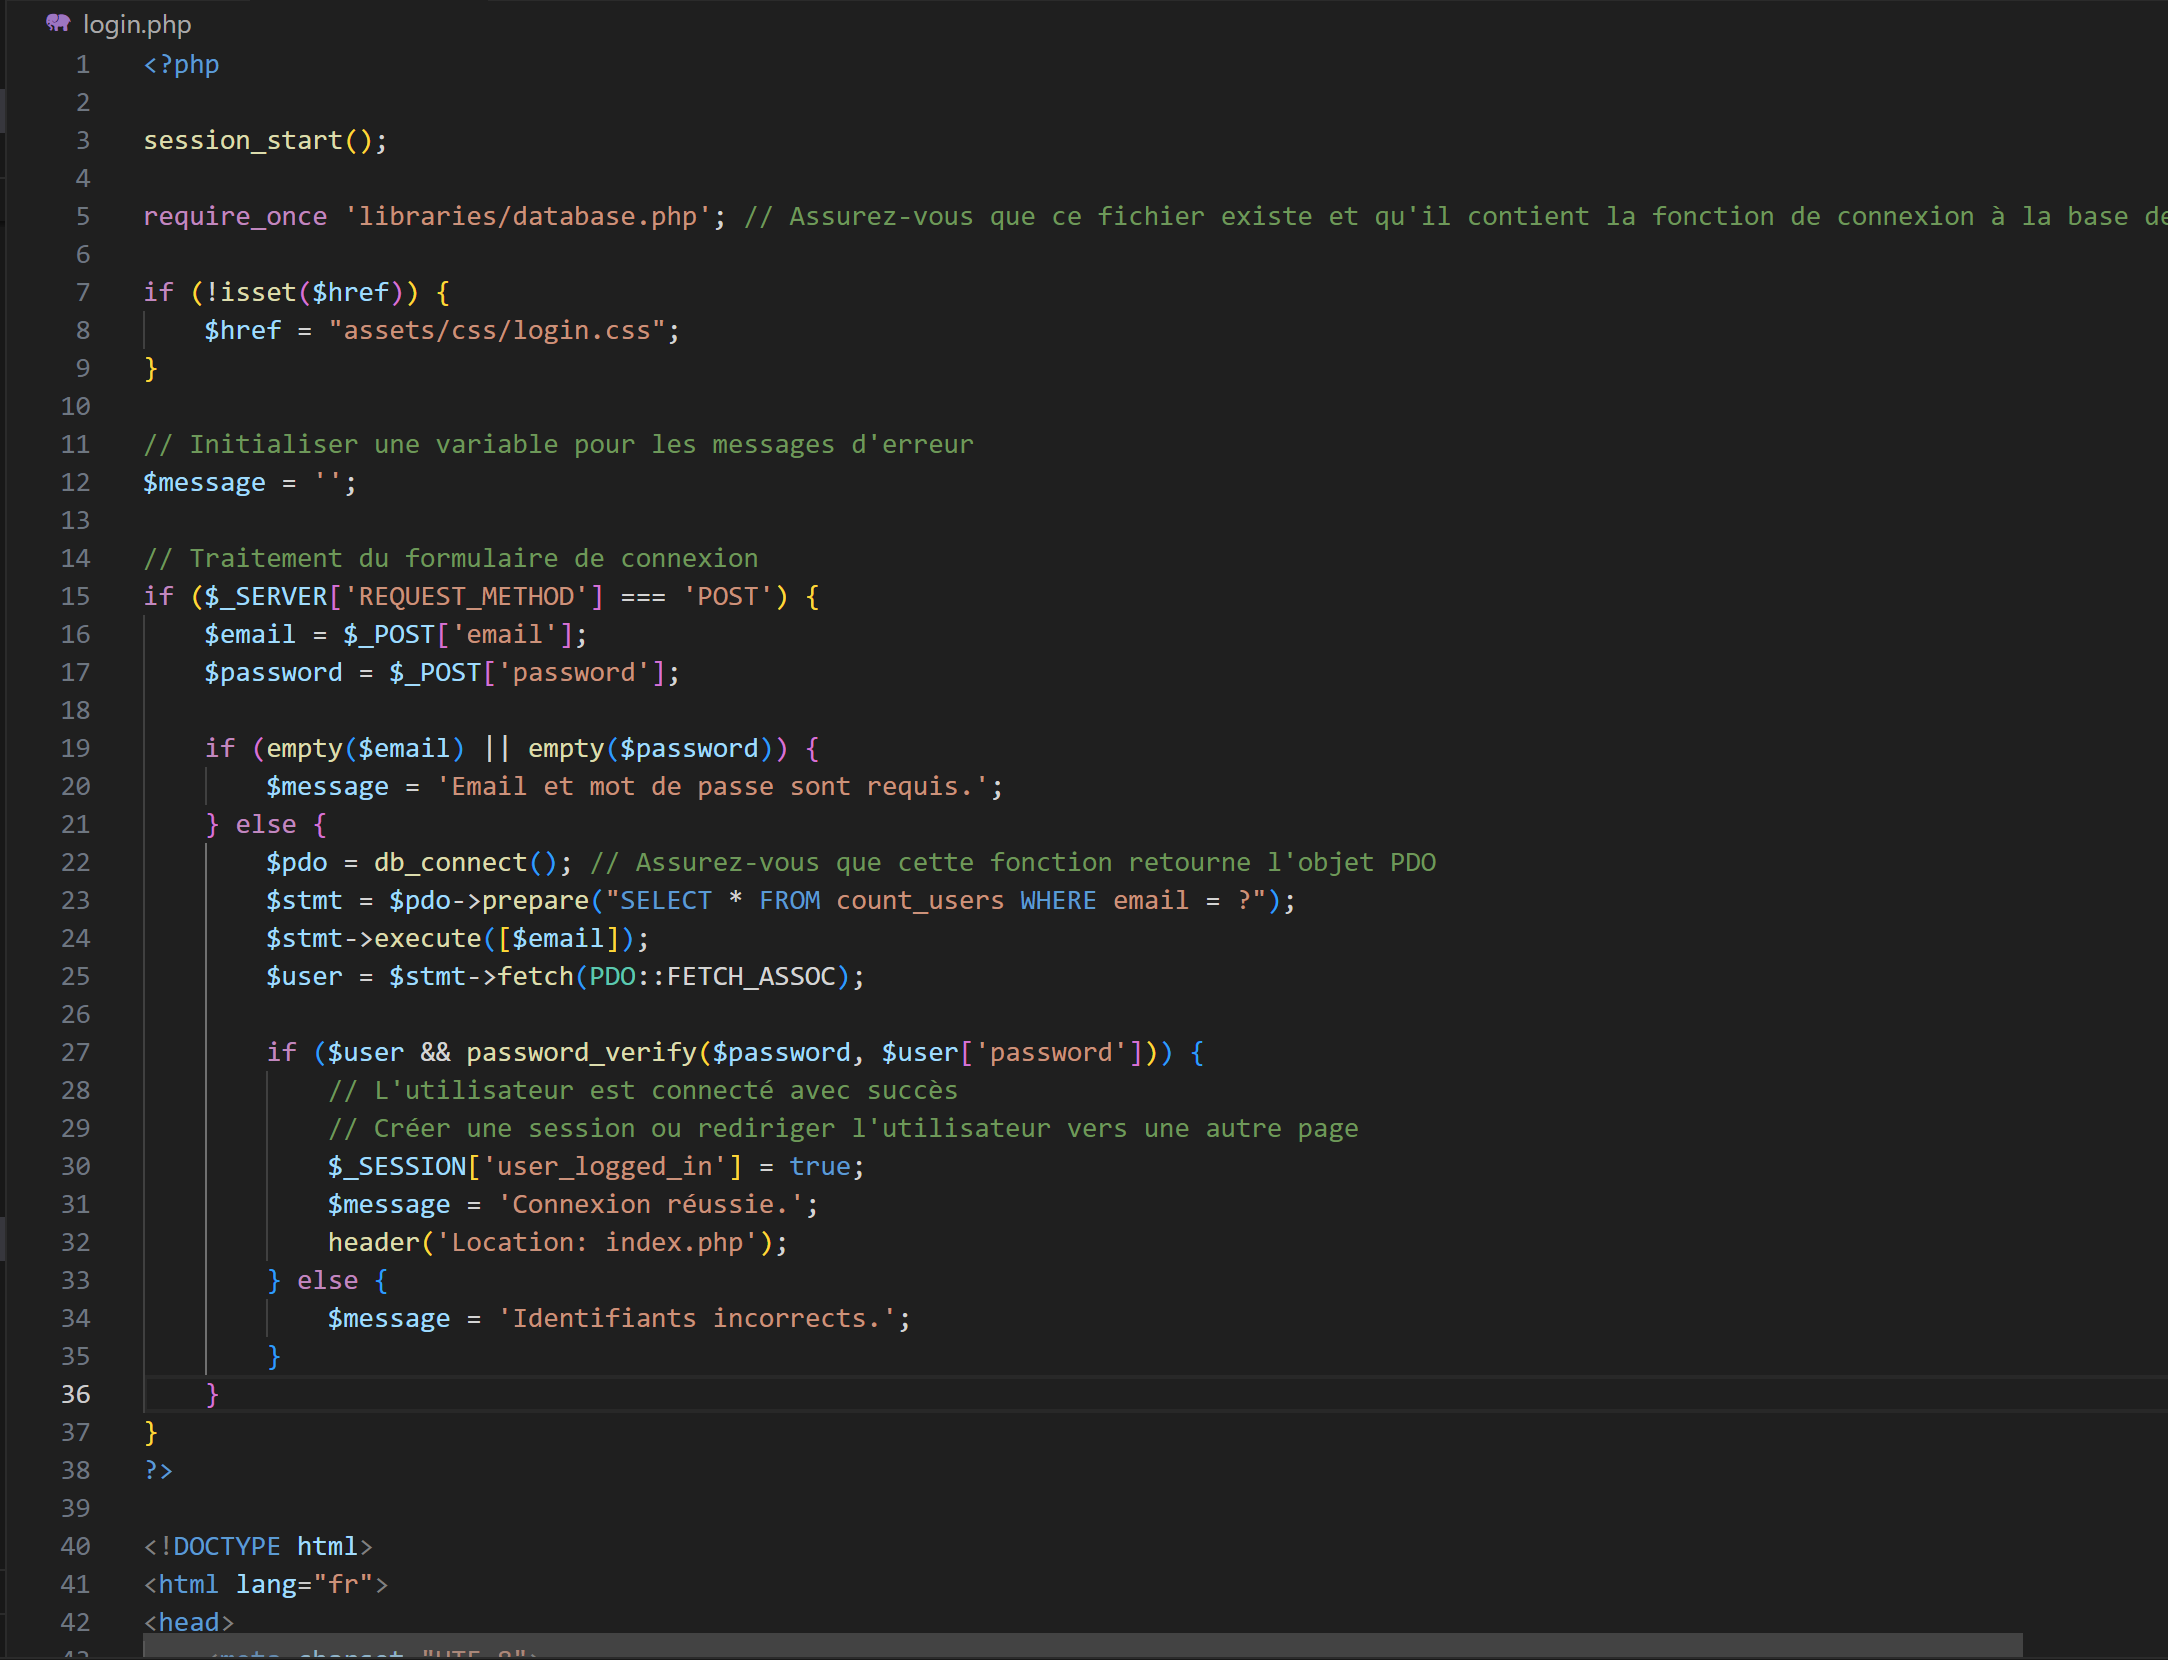 login.php
1 <?php
2
3 session_start();
4
5 require_once 'libraries/database.php'; // Assurez-vous que ce fichier existe et qu'il contient la fonction de connexion à la base de
6
7 if (!isset($href)) {
8 $href = "assets/css/login.css";
9 }
10
11 // Initialiser une variable pour les messages d'erreur
12 $message = '';
13
14 // Traitement du formulaire de connexion
15 if ($_SERVER['REQUEST_METHOD'] === 'POST') {
16 $email = $_POST['email'];
17 $password = $_POST['password'];
18
19 if (empty($email) || empty($password)) {
20 $message = 'Email et mot de passe sont requis.';
21 } else {
22 $pdo = db_connect(); // Assurez-vous que cette fonction retourne l'objet PDO
23 $stmt = $pdo->prepare("SELECT * FROM count_users WHERE email = ?");
24 $stmt->execute([$email]);
25 $user = $stmt->fetch(PDO::FETCH_ASSOC);
26
27 if ($user && password_verify($password, $user['password'])) {
28 // L'utilisateur est connecté avec succès
29 // Créer une session ou rediriger l'utilisateur vers une autre page
30 $_SESSION['user_logged_in'] = true;
31 $message = 'Connexion réussie.';
32 header('Location: index.php');
33 } else {
34 $message = 'Identifiants incorrects.';
35 }
36 }
37 }
38 ?>
39
40 <!DOCTYPE html>
41 <html lang="fr">
42 <head>